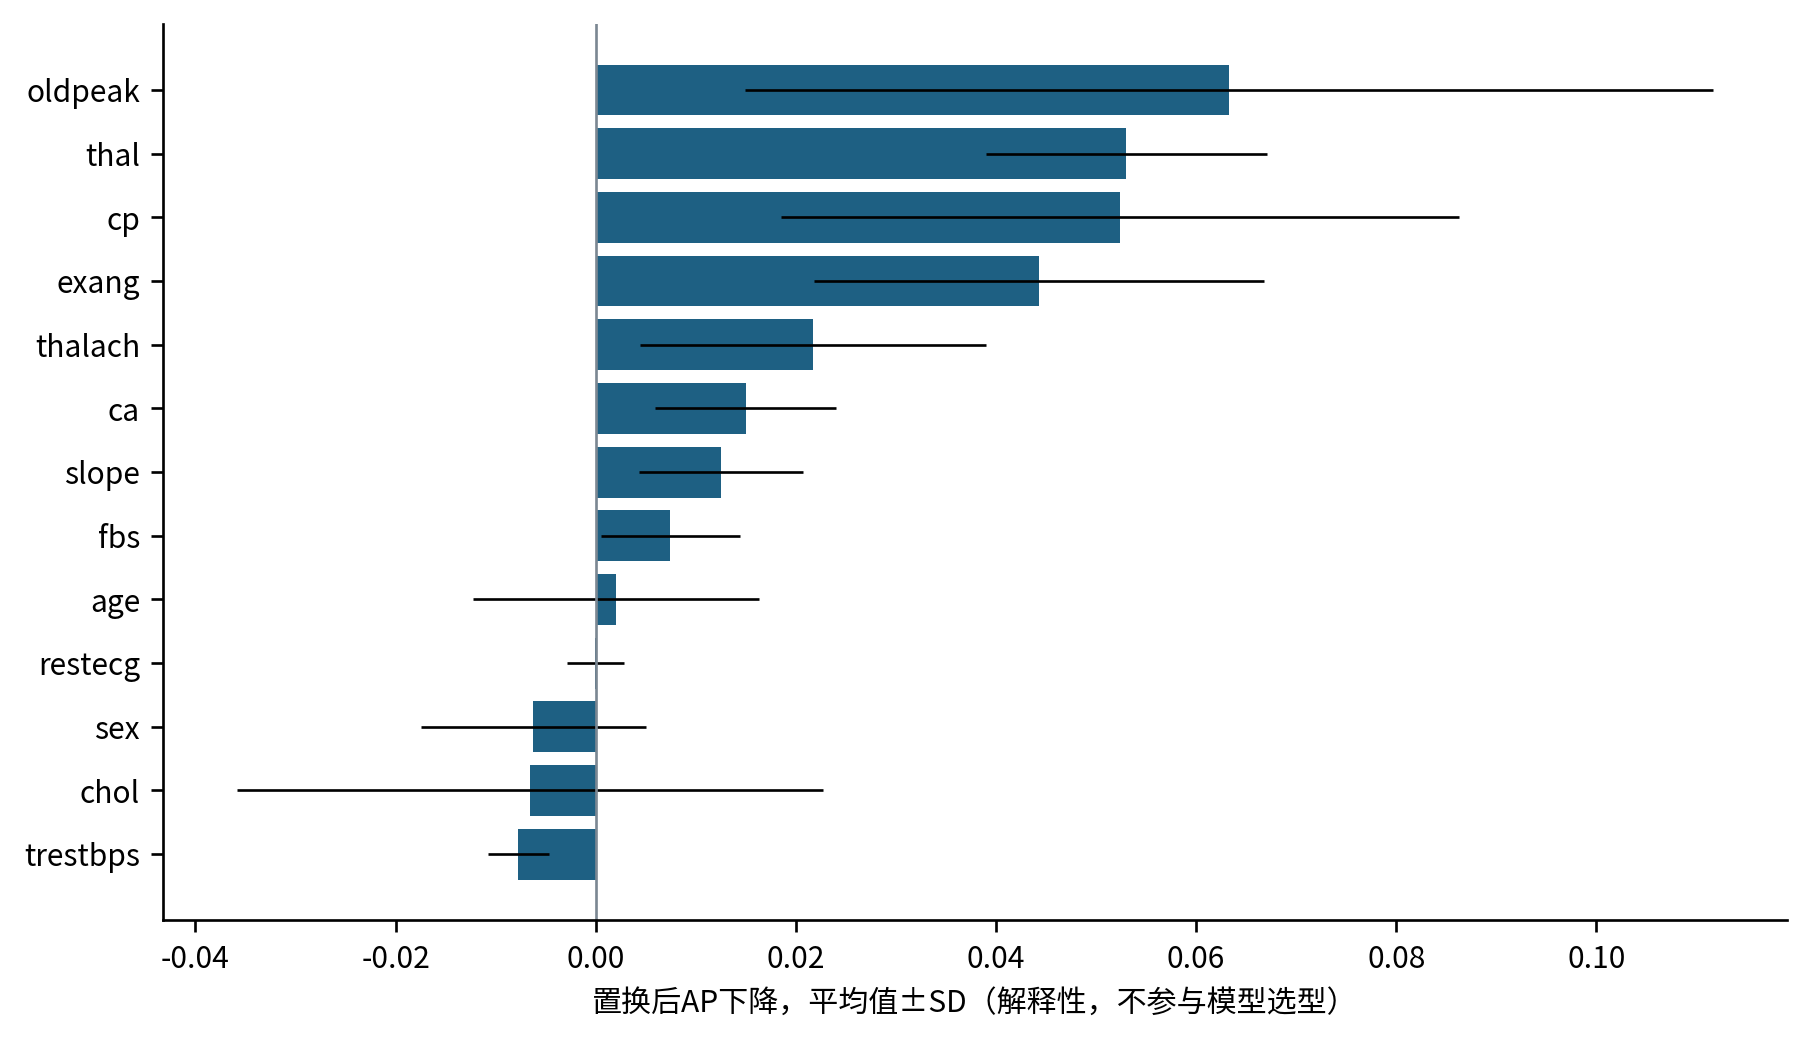 oldpeak
thal
cp
exang
thalach
ca
slope
fbs
age
restecg
sex
chol
trestbps
-0.04 -0.02 0.00 0.02 0.04 0.06 0.08 0.10
置换后AP下降，平均值±SD（解释性，不参与模型选型）